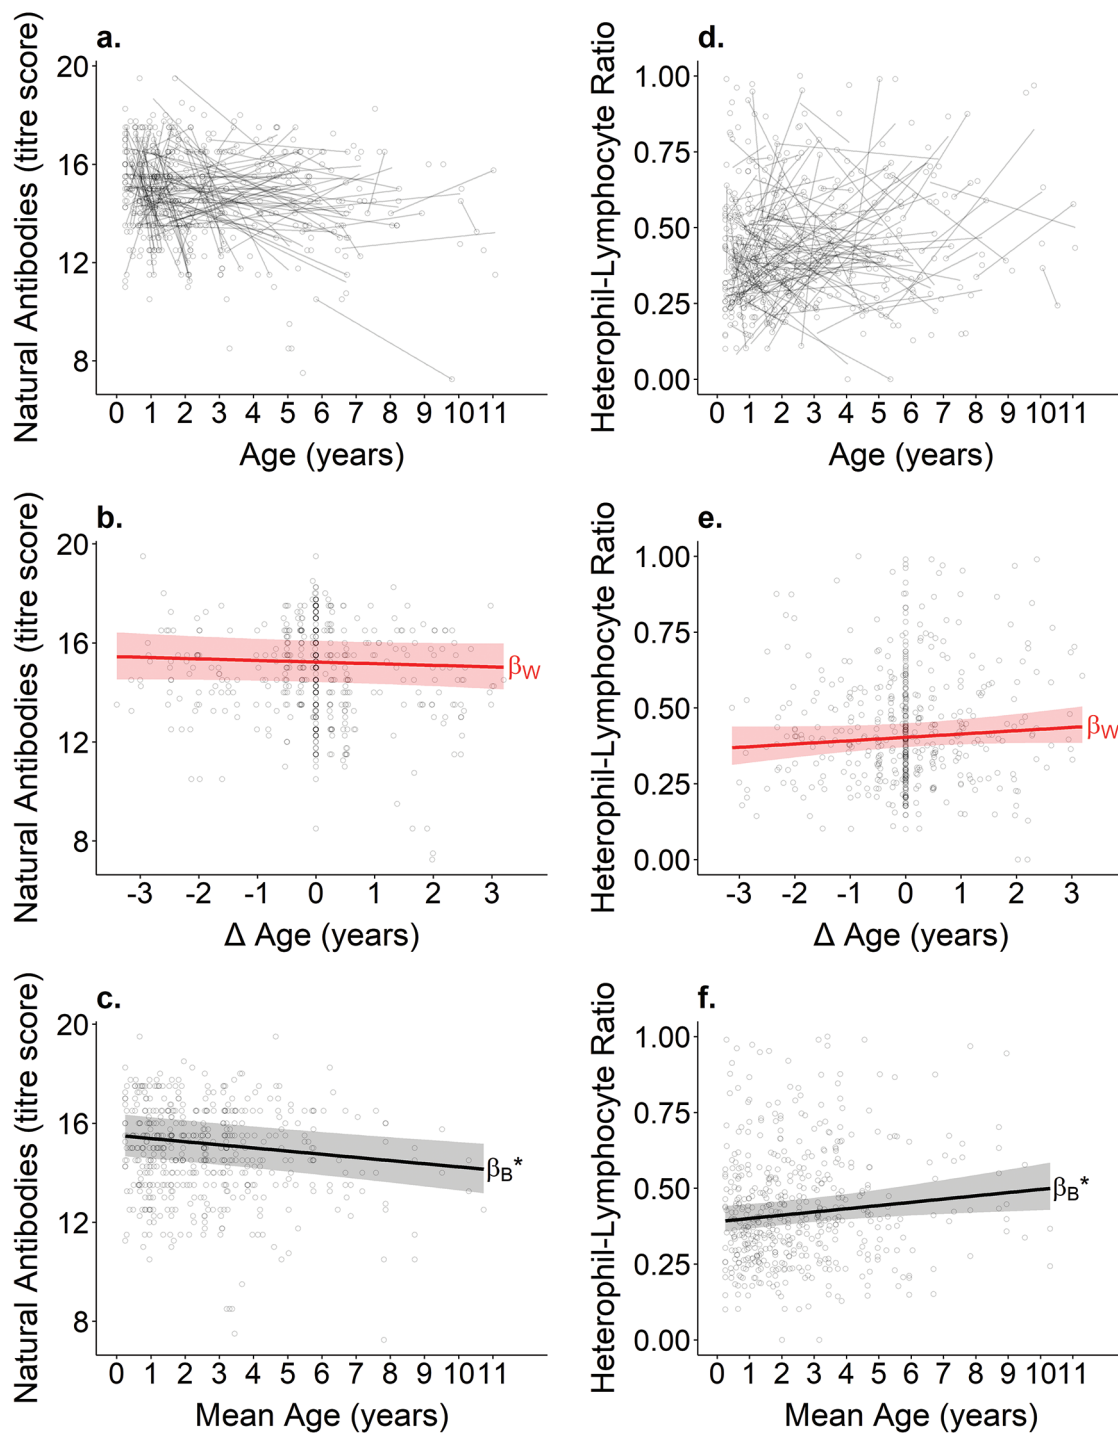 a.
Natural Antibodies (titre score)
20
16
12
8
0 1 2 3 4 5 6 7 8 9 10 11
Age (years)
d.
Heterophil-Lymphocyte Ratio
1.00
0.75
0.50
0.25
0.00
0 1 2 3 4 5 6 7 8 9 10 11
Age (years)
b.
Natural Antibodies (titre score)
20
16
12
8
βW
-3 -2 -1 0 1 2 3
Δ Age (years)
e.
Heterophil-Lymphocyte Ratio
1.00
0.75
0.50
0.25
0.00
βW
-3 -2 -1 0 1 2 3
Δ Age (years)
c.
Natural Antibodies (titre score)
20
16
12
8
βB*
0 1 2 3 4 5 6 7 8 9 10 11
Mean Age (years)
f.
Heterophil-Lymphocyte Ratio
1.00
0.75
0.50
0.25
0.00
βB*
0 1 2 3 4 5 6 7 8 9 10 11
Mean Age (years)